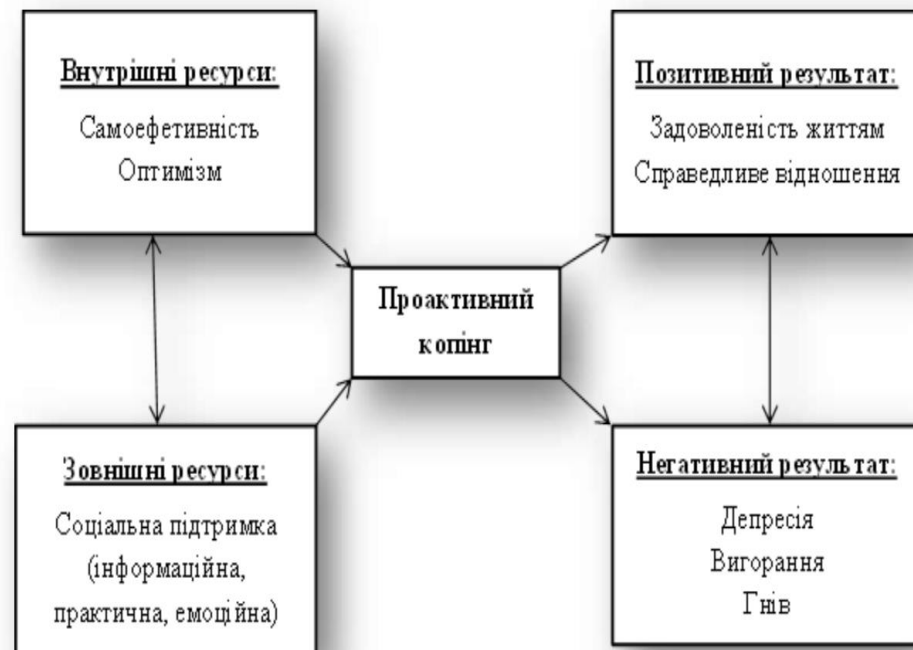 Внутрішні ресурси:
Самоефетивність
Оптимізм
Позитивний результат:
Задоволеність життям
Справедливе відношення
Проактивний
копінг
Зовнішні ресурси:
Соціальна підтримка
(інформаційна,
практична, емоційна)
Негативний результат:
Депресія
Вигорання
Гнів